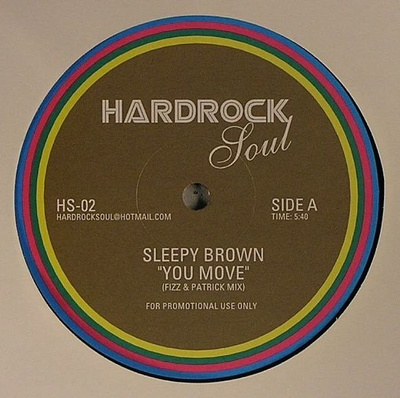 HARDROCK
Soul
HS-02
HARDROCKSOUL@HOTMAIL.COM
SIDE A
TIME: 5:40
SLEEPY BROWN
"YOU MOVE"
(FIZZ & PATRICK MIX)
FOR PROMOTIONAL USE ONLY